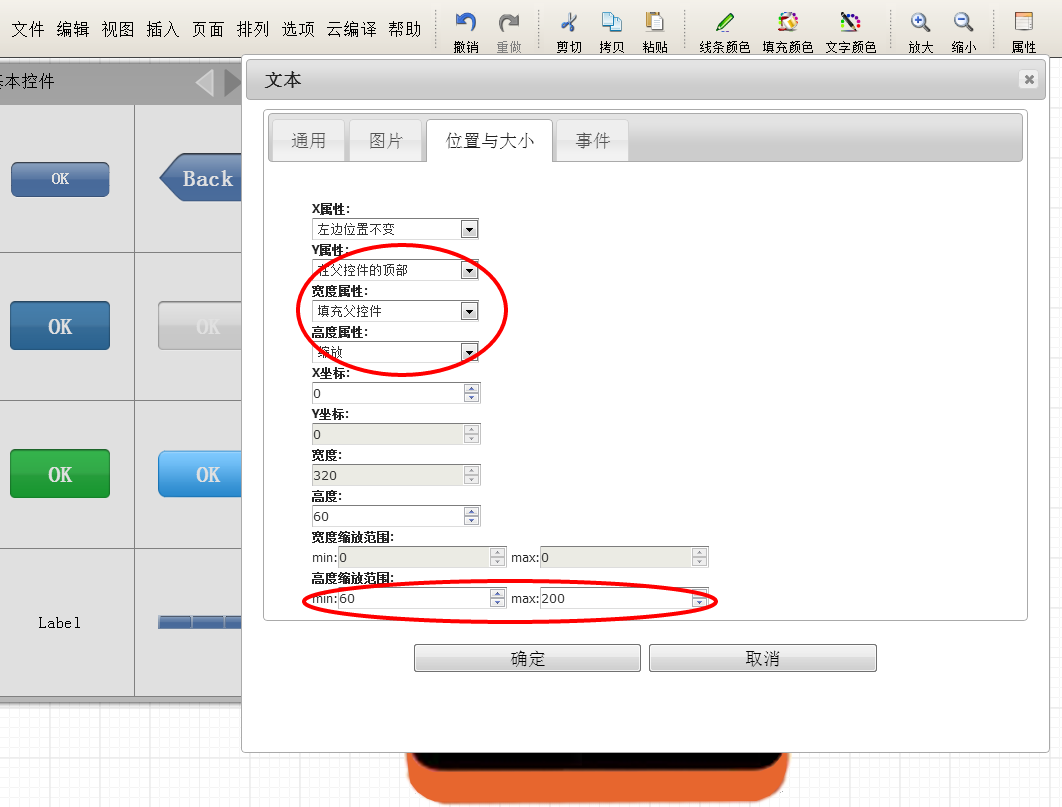 文件 编辑 视图 插入 页面 排列 选项 云编译 帮助
撤销 重做 剪切 拷贝 粘贴 线条颜色 填充颜色 文字颜色 放大 缩小 属性
基本控件
文本
通用 图片 位置与大小 事件
OK
Back
OK
OK
OK
OK
Label
X属性:
左边位置不变
Y属性:
在父控件的顶部
宽度属性:
填充父控件
高度属性:
缩放
X坐标:
0
Y坐标:
0
宽度:
320
高度:
60
宽度缩放范围:
min:0 max:0
高度缩放范围:
min:60 max:200
确定 取消